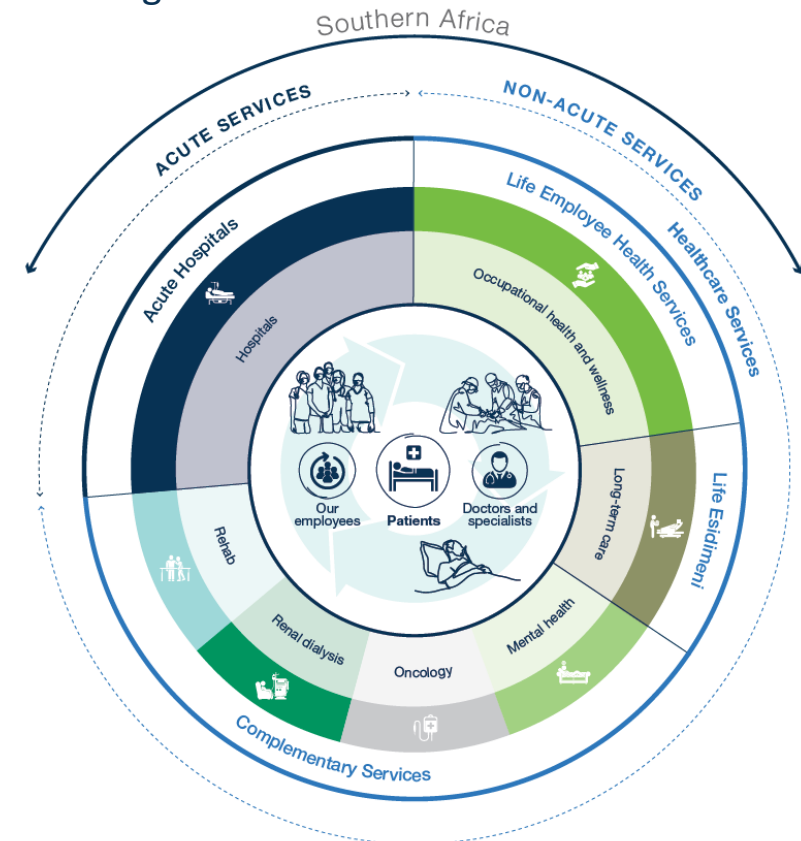 Southern Africa
ACUTE SERVICES
NON-ACUTE SERVICES
Acute Hospitals
Life Employee Health Services
Healthcare Services
Hospitals
Occupational health and wellness
Our
employees
Patients
Doctors and
specialists
Long-term care
Life Esidimeni
Rehab
Renal dialysis
Oncology
Mental health
Complementary Services